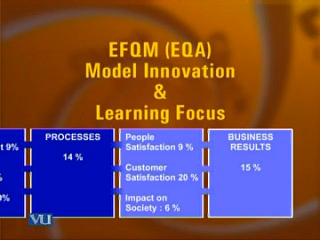 EFQM (EQA)
Model Innovation
&
Learning Focus
t 9%
%
9%
PROCESSES
14 %
People
Satisfaction 9 %
Customer
Satisfaction 20 %
Impact on
Society : 6 %
BUSINESS
RESULTS
15 %
VU